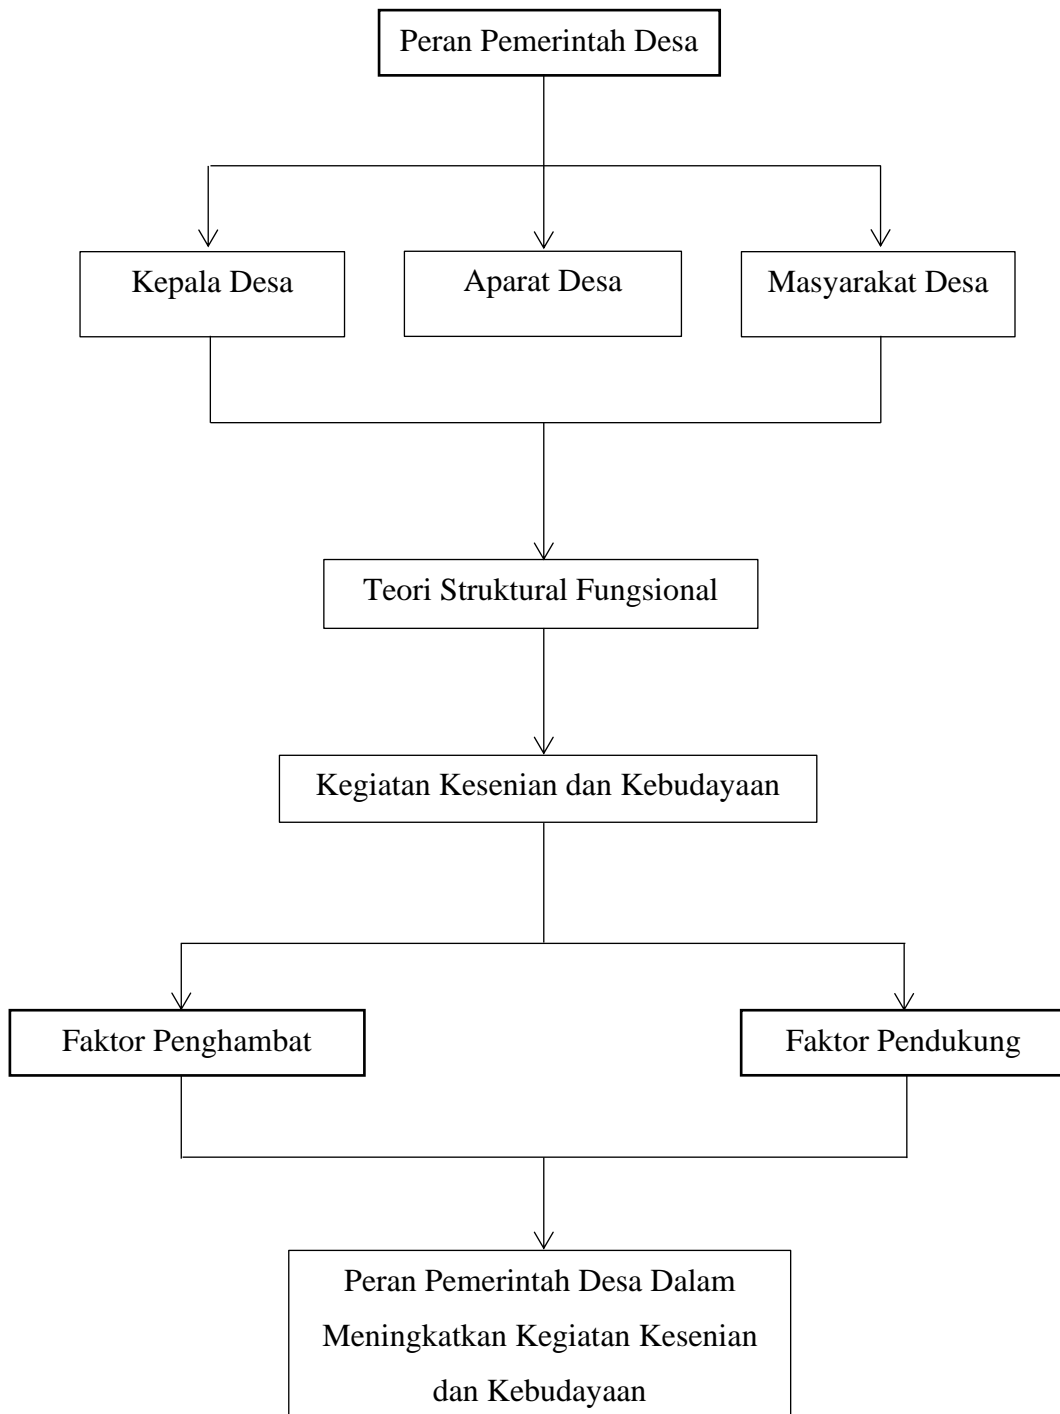 Peran Pemerintah Desa
Kepala Desa
Aparat Desa
Masyarakat Desa
Teori Struktural Fungsional
Kegiatan Kesenian dan Kebudayaan
Faktor Penghambat
Faktor Pendukung
Peran Pemerintah Desa Dalam
Meningkatkan Kegiatan Kesenian
dan Kebudayaan